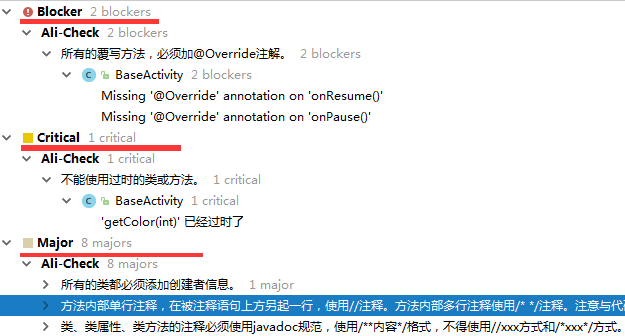 Blocker 2 blockers
Ali-Check 2 blockers
所有的覆写方法，必须加@Override注解。 2 blockers
BaseActivity 2 blockers
Missing '@Override' annotation on 'onResume()'
Missing '@Override' annotation on 'onPause()'
Critical 1 critical
Ali-Check 1 critical
不能使用过时的类或方法。 1 critical
BaseActivity 1 critical
'getColor(int)' 已经过时了
Major 8 majors
Ali-Check 8 majors
所有的类都必须添加创建者信息。 1 major
方法内部单行注释，在被注释语句上方另起一行，使用//注释。方法内部多行注释使用/* */注释。注意与代
类、类属性、类方法的注释必须使用javadoc规范，使用/**内容*/格式，不得使用//xxx方式和/*xxx*/方式。